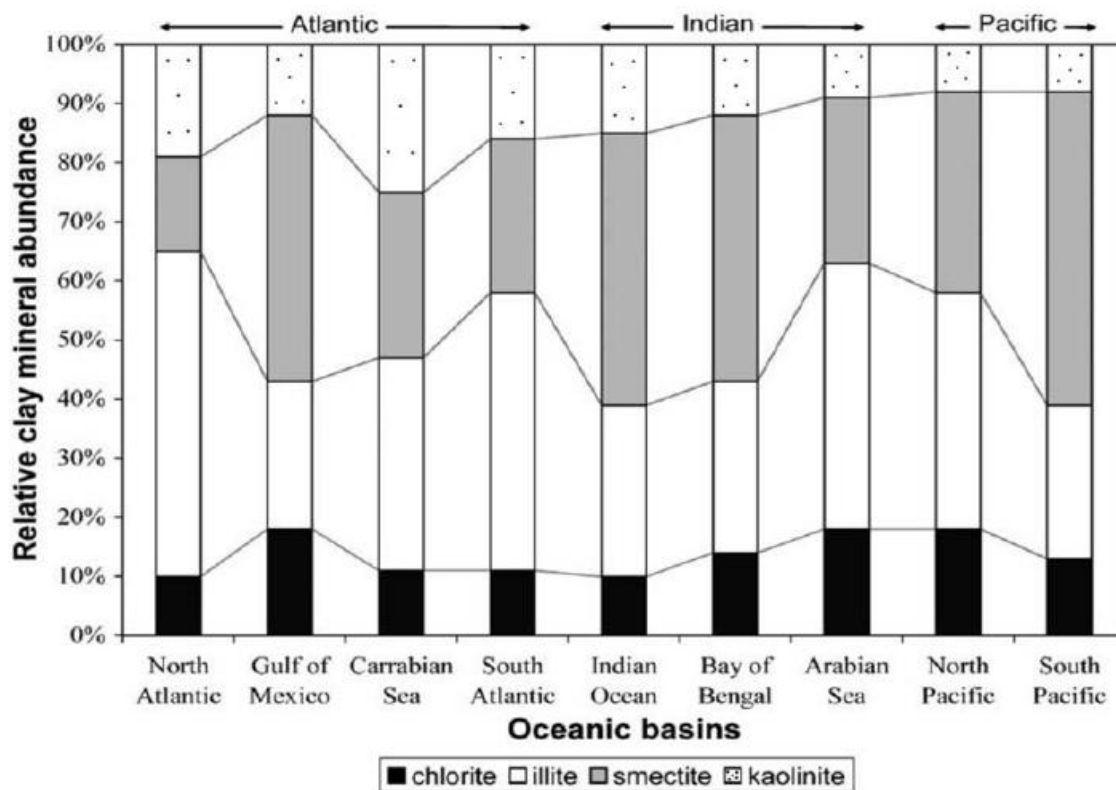 Atlantic Indian Pacific
100%
90%
80%
70%
60%
50%
40%
30%
20%
10%
0%
Relative clay mineral abundance
North Atlantic
Gulf of Mexico
Carrabian Sea
South Atlantic
Indian Ocean
Bay of Bengal
Arabian Sea
North Pacific
South Pacific
Oceanic basins
chlorite illite smectite kaolinite